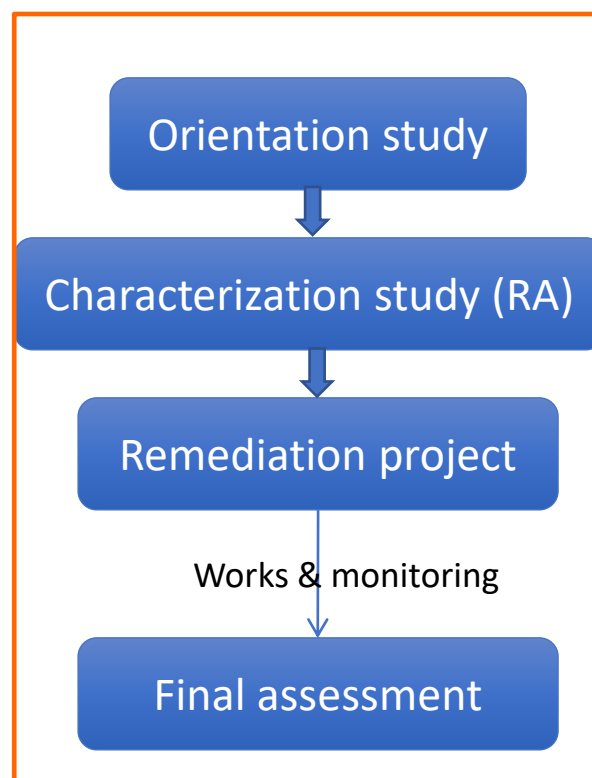 Orientation study
Characterization study (RA)
Remediation project
Works & monitoring
Final assessment